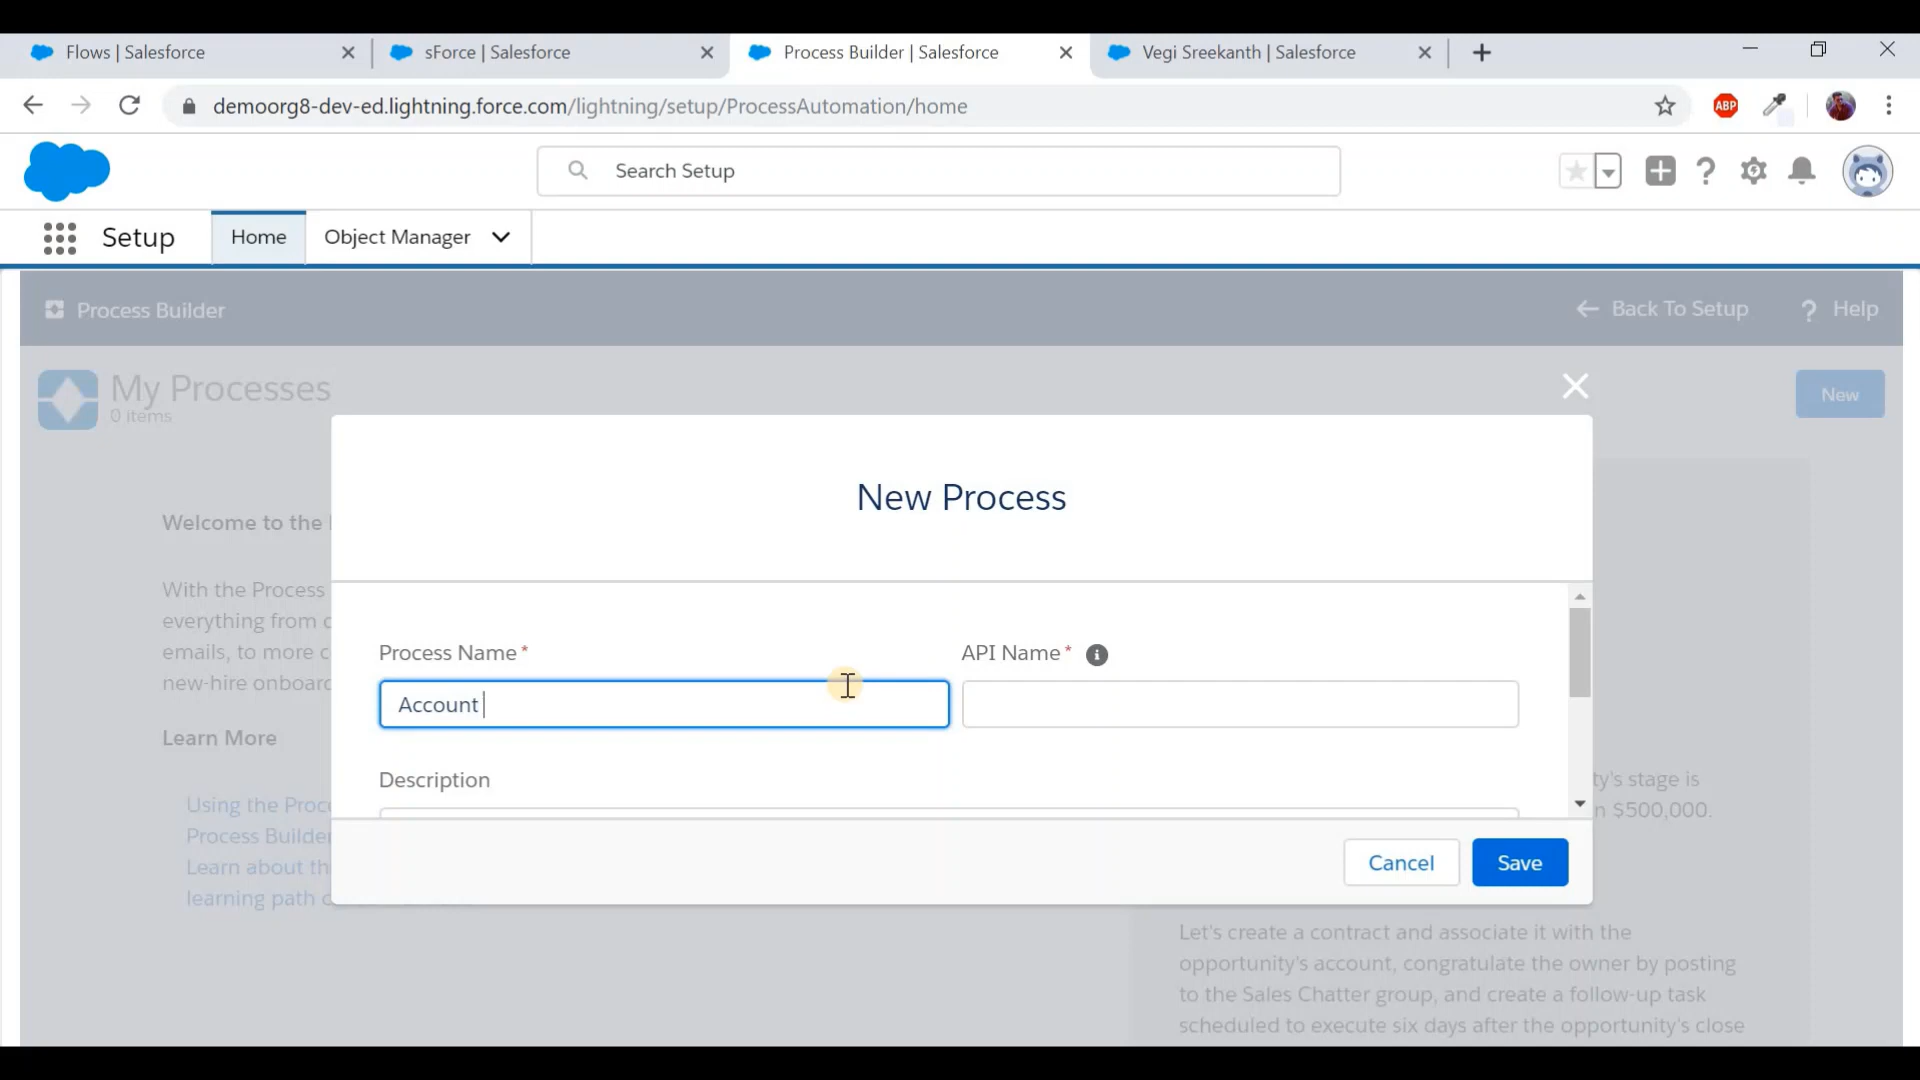 Flows | Salesforce
sForce | Salesforce
Process Builder | Salesforce
Vegi Sreekanth | Salesforce
demoorg8-dev-ed.lightning.force.com/lightning/setup/ProcessAutomation/home
ABP
Search Setup
Setup
Home
Object Manager
Process Builder
Back To Setup
? Help
My Processes
0 items
New
New Process
Welcome to the
With the Process
everything from
emails, to more
new-hire
Learn More
Using the
Process Builder
Learn about
learning path
Process Name*
API Name*
Account
Description
stage is
$500,000.
Cancel
Save
Let's create a contract and associate it with the
opportunity's account, congratulate the owner by posting
to the Sales Chatter group, and create a follow-up task
scheduled to execute six days after the opportunity's close